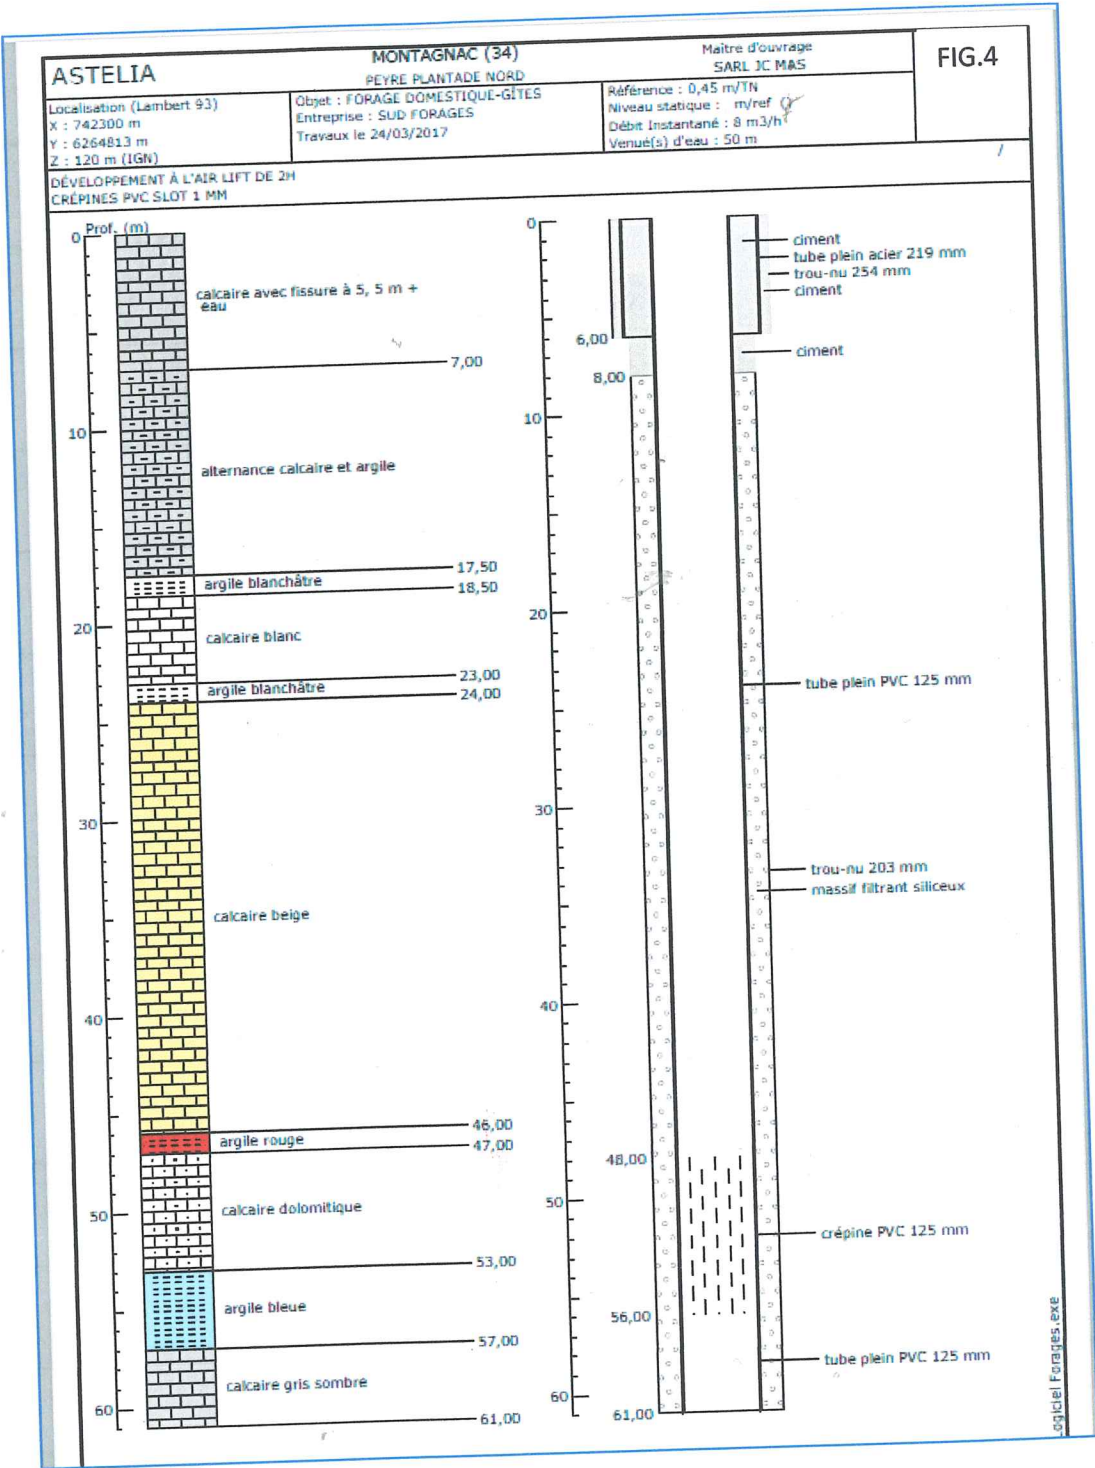 ASTELIA
MONTAGNAC (34)
PEYRE PLANTADE NORD
Maître d'ouvrage
SARL JC MAS
FIG.4
Localisation (Lambert 93)
X : 742300 m
Y : 6264813 m
Z : 120 m (IGN)
Objet : FORAGE DOMESTIQUE-GÎTES
Entreprise : SUD FORAGES
Travaux le 24/03/2017
Référence : 0,45 m/TN
Niveau statique : m/ref
Débit Instantané : 8 m3/h
Venue(s) d'eau : 50 m
DÉVELOPPEMENT À L'AIR LIFT DE 2H
CRÉPINES PVC SLOT 1 MM
/
Prof. (m)
0
calcaire avec fissure à 5, 5 m +
eau
7,00
10
alternance calcaire et argile
17,50
argile blanchâtre
18,50
20
calcaire blanc
23,00
argile blanchâtre
24,00
30
calcaire beige
40
46,00
argile rouge
47,00
calcaire dolomitique
50
53,00
argile bleue
57,00
calcaire gris sombre
60
61,00
0
ciment
tube plein acier 219 mm
trou-nu 254 mm
ciment
6,00
ciment
8,00
10
20
tube plein PVC 125 mm
30
trou-nu 203 mm
massif filtrant siliceux
40
48,00
50
crépine PVC 125 mm
56,00
tube plein PVC 125 mm
60
61,00
ogiciel Forages.exe